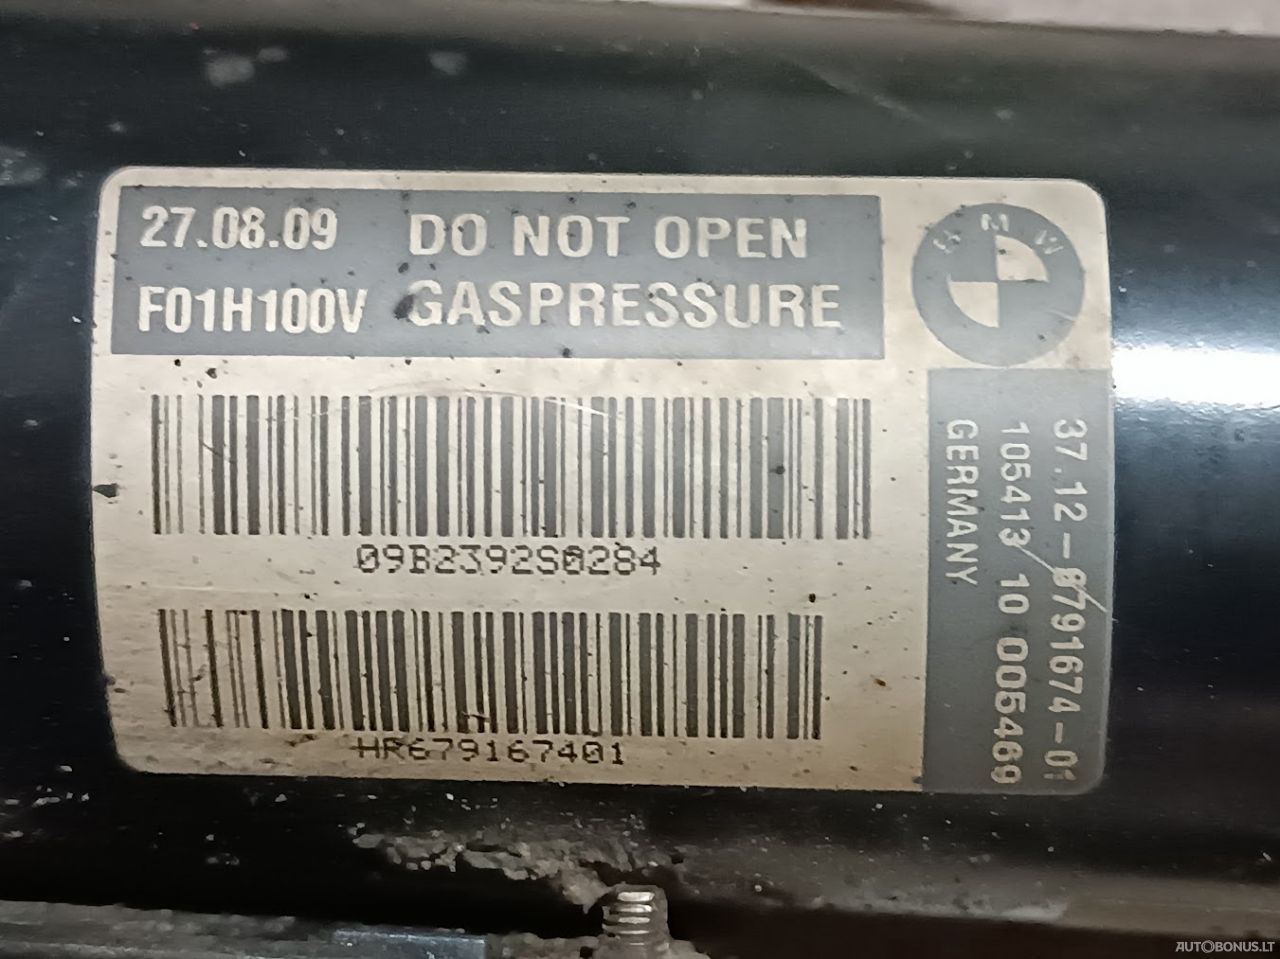 27.08.09 DO NOT OPEN
F01H100V GASPRESSURE
BMW
09B2392S0284
HR679167401
37.12-6791674-01
105413 10 005469
GERMANY
AUTOBONUS.LT